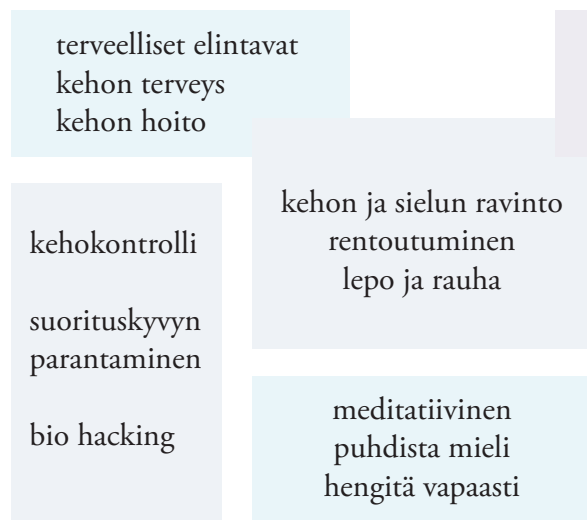 terveelliset elintavat
kehon terveys
kehon hoito
kehon ja sielun ravinto
rentoutuminen
lepo ja rauha
kehokontrolli
suorituskyvyn
parantaminen
bio hacking
meditatiivinen
puhdista mieli
hengitä vapaasti